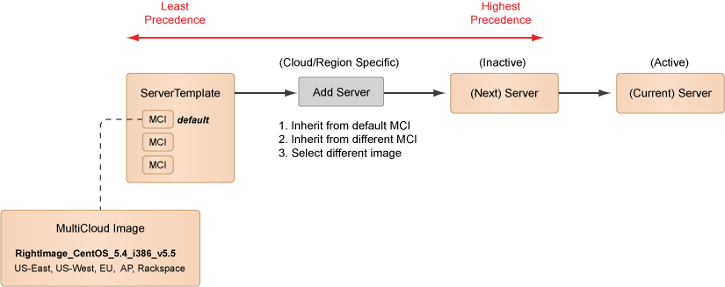 Least
Precedence
Highest
Precedence
(Cloud/Region Specific)
(Inactive)
(Active)
ServerTemplate
Add Server
(Next) Server
(Current) Server
MCI default
MCI
MCI
1. Inherit from default MCI
2. Inherit from different MCI
3. Select different image
MultiCloud Image
RightImage_CentOS_5.4_i386_v5.5
US-East, US-West, EU, AP, Rackspace